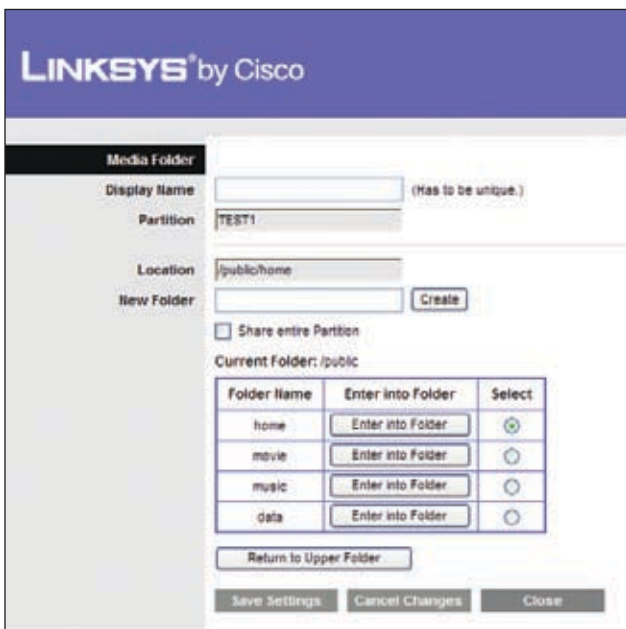 LINKSYS® by Cisco
Media Folder
Display Name (Has to be unique.)
Partition TEST1
Location /public/home
New Folder Create
Share entire Partition
Current Folder: /public
Folder Name Enter into Folder Select
home Enter into Folder
movie Enter into Folder
music Enter into Folder
data Enter into Folder
Return to Upper Folder
Save Settings Cancel Changes Close